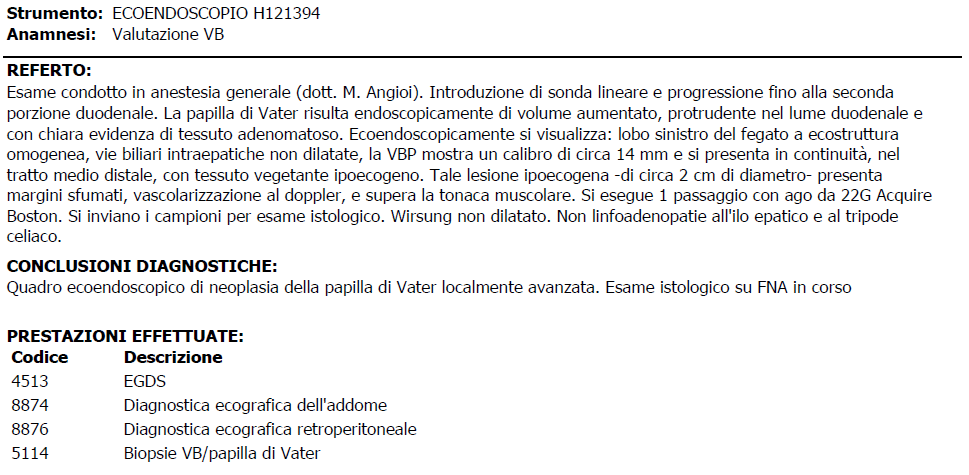 Strumento: ECOENDOSCOPIO H121394
Anamnesi: Valutazione VB
REFERTO:
Esame condotto in anestesia generale (dott. M. Angioi). Introduzione di sonda lineare e progressione fino alla seconda
porzione duodenale. La papilla di Vater risulta endoscopicamente di volume aumentato, protrudente nel lume duodenale e
con chiara evidenza di tessuto adenomatoso. Ecoendoscopicamente si visualizza: lobo sinistro del fegato a ecostruttura
omogenea, vie biliari intraepatiche non dilatate, la VBP mostra un calibro di circa 14 mm e si presenta in continuità, nel
tratto medio distale, con tessuto vegetante ipoecogeno. Tale lesione ipoecogena -di circa 2 cm di diametro- presenta
margini sfumati, vascolarizzazione al doppler, e supera la tonaca muscolare. Si esegue 1 passaggio con ago da 22G Acquire
Boston. Si inviano i campioni per esame istologico. Wirsung non dilatato. Non linfoadenopatie all'ilo epatico e al tripode
celiaco.
CONCLUSIONI DIAGNOSTICHE:
Quadro ecoendoscopico di neoplasia della papilla di Vater localmente avanzata. Esame istologico su FNA in corso
PRESTAZIONI EFFETTUATE:
Codice Descrizione
4513 EGDS
8874 Diagnostica ecografica dell'addome
8876 Diagnostica ecografica retroperitoneale
5114 Biopsie VB/papilla di Vater